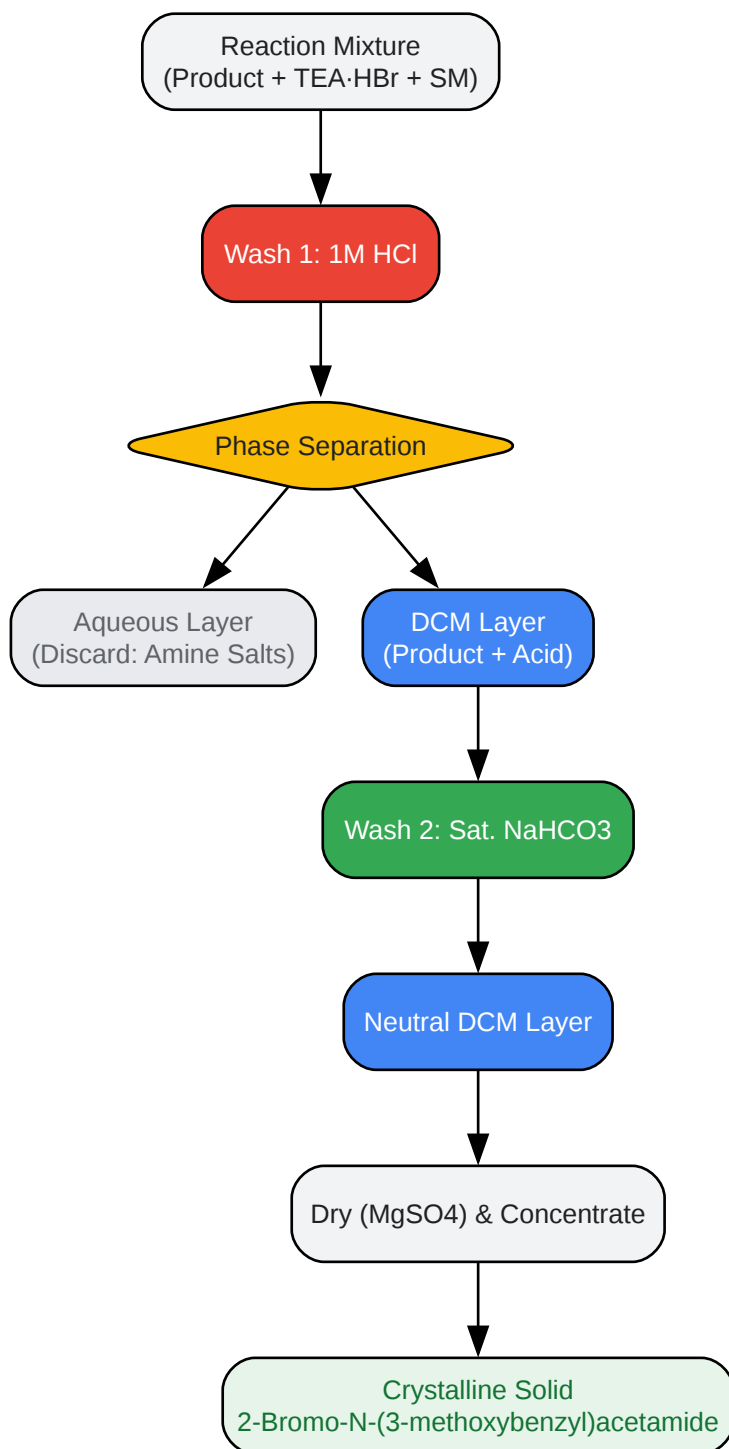 Reaction Mixture
(Product + TEA·HBr + SM)
Wash 1: 1M HCl
Phase Separation
Aqueous Layer
(Discard: Amine Salts)
DCM Layer
(Product + Acid)
Wash 2: Sat. NaHCO3
Neutral DCM Layer
Dry (MgSO4) & Concentrate
Crystalline Solid
2-Bromo-N-(3-methoxybenzyl)acetamide